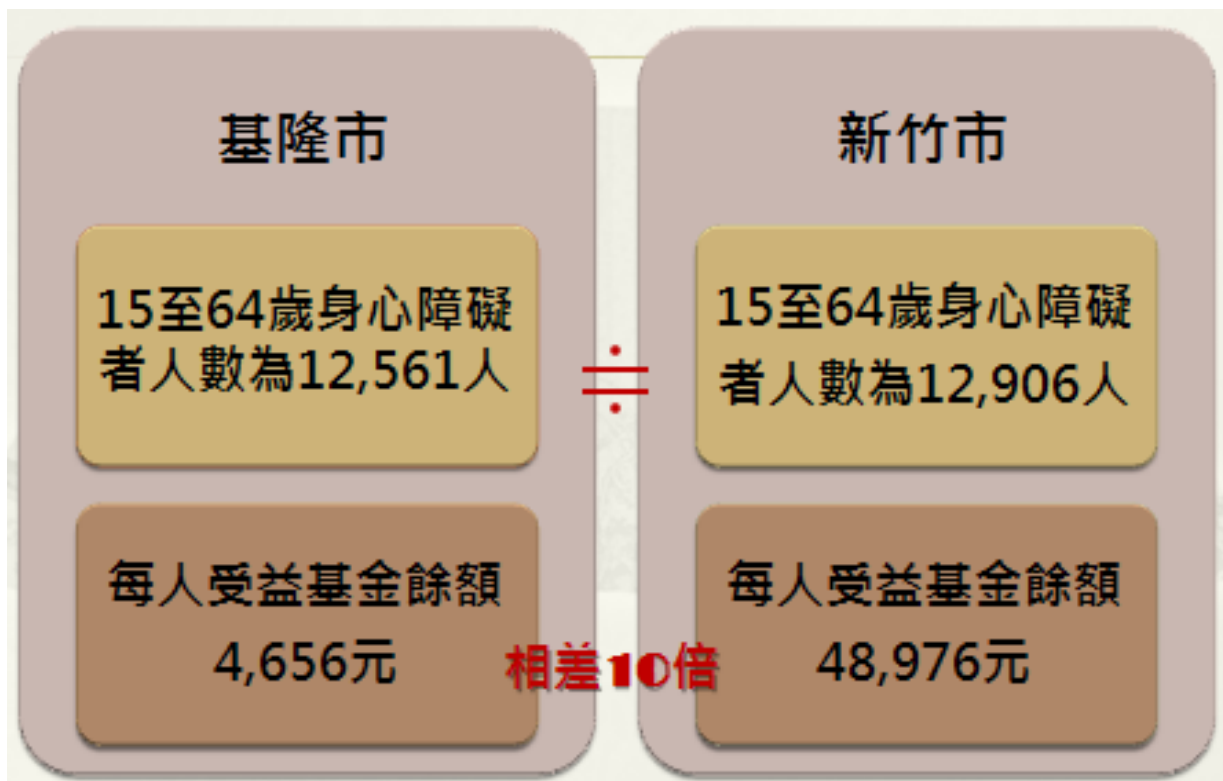 基隆市
15至64歲身心障礙
者人數為12,561人
每人受益基金餘額
4,656元
≒
相差10倍
新竹市
15至64歲身心障礙
者人數為12,906人
每人受益基金餘額
48,976元